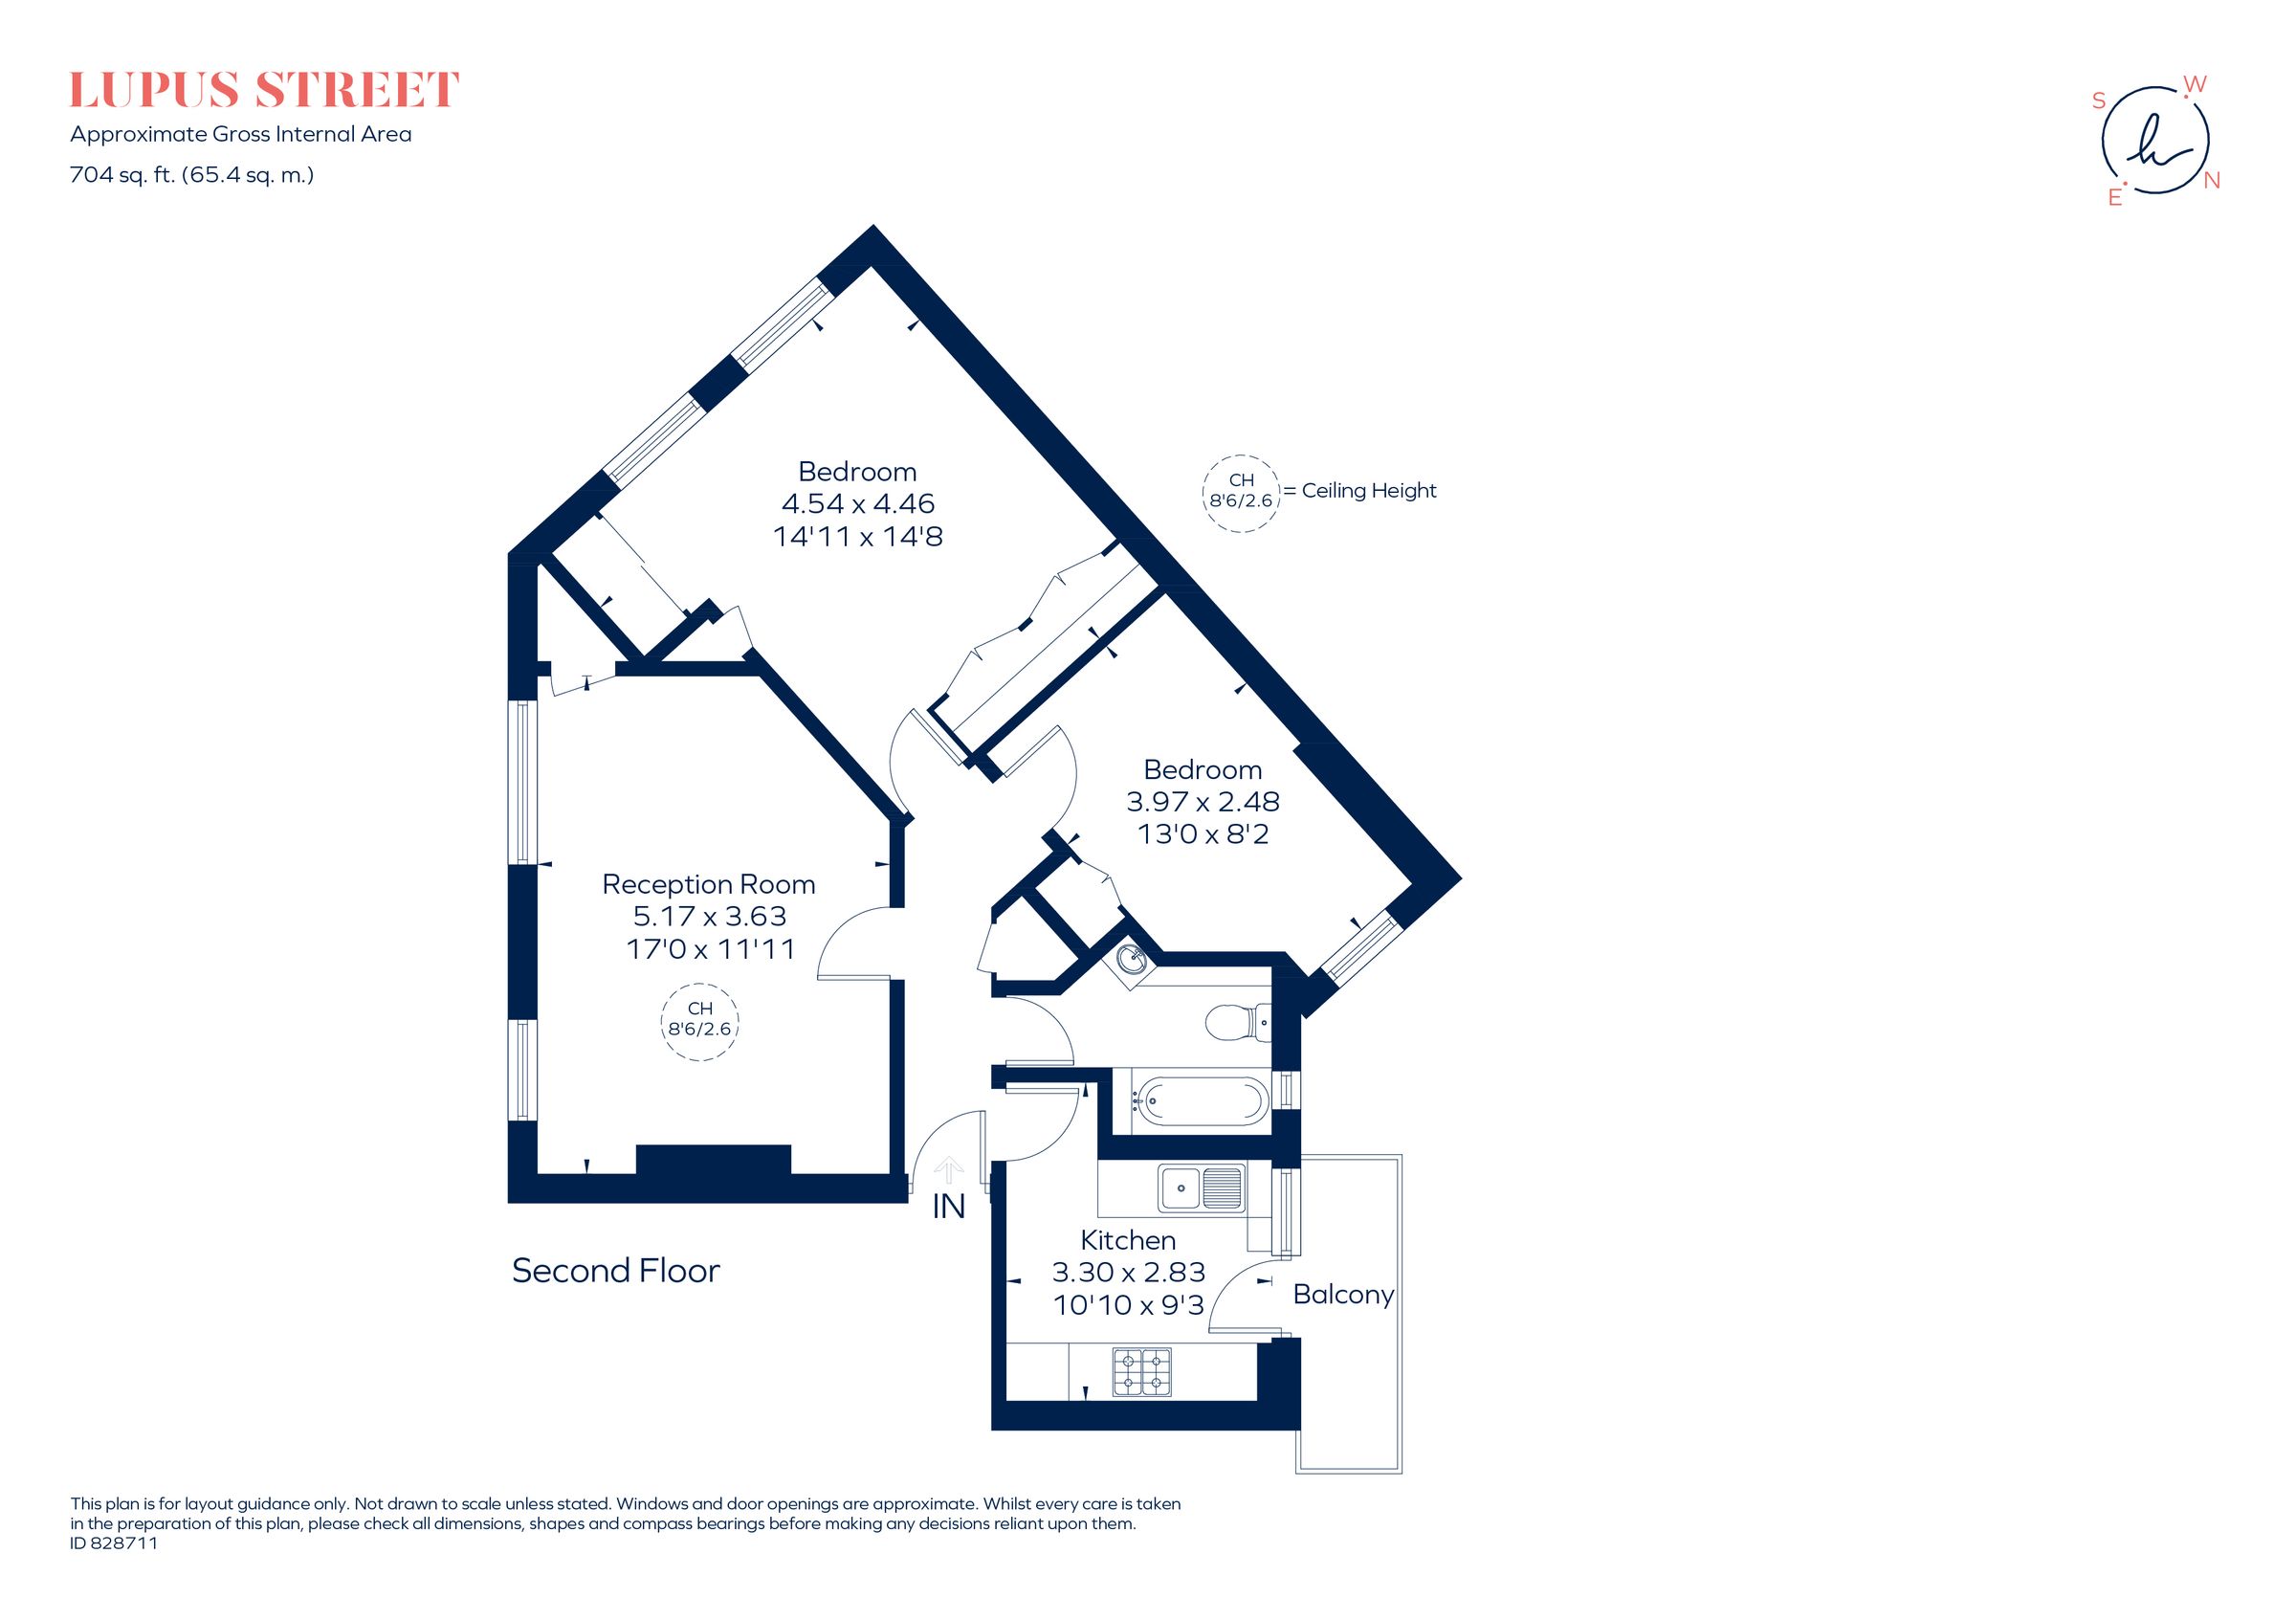 LUPUS STREET
Approximate Gross Internal Area
704 sq. ft. (65.4 sq. m.)
S
W
E
N
Bedroom
4.54 x 4.46
14'11 x 14'8
CH
8'6/2.6
= Ceiling Height
Bedroom
3.97 x 2.48
13'0 x 8'2
Reception Room
5.17 x 3.63
17'0 x 11'11
CH
8'6/2.6
IN
Kitchen
3.30 x 2.83
10'10 x 9'3
Balcony
Second Floor
This plan is for layout guidance only. Not drawn to scale unless stated. Windows and door openings are approximate. Whilst every care is taken
in the preparation of this plan, please check all dimensions, shapes and compass bearings before making any decisions reliant upon them.
ID 828711